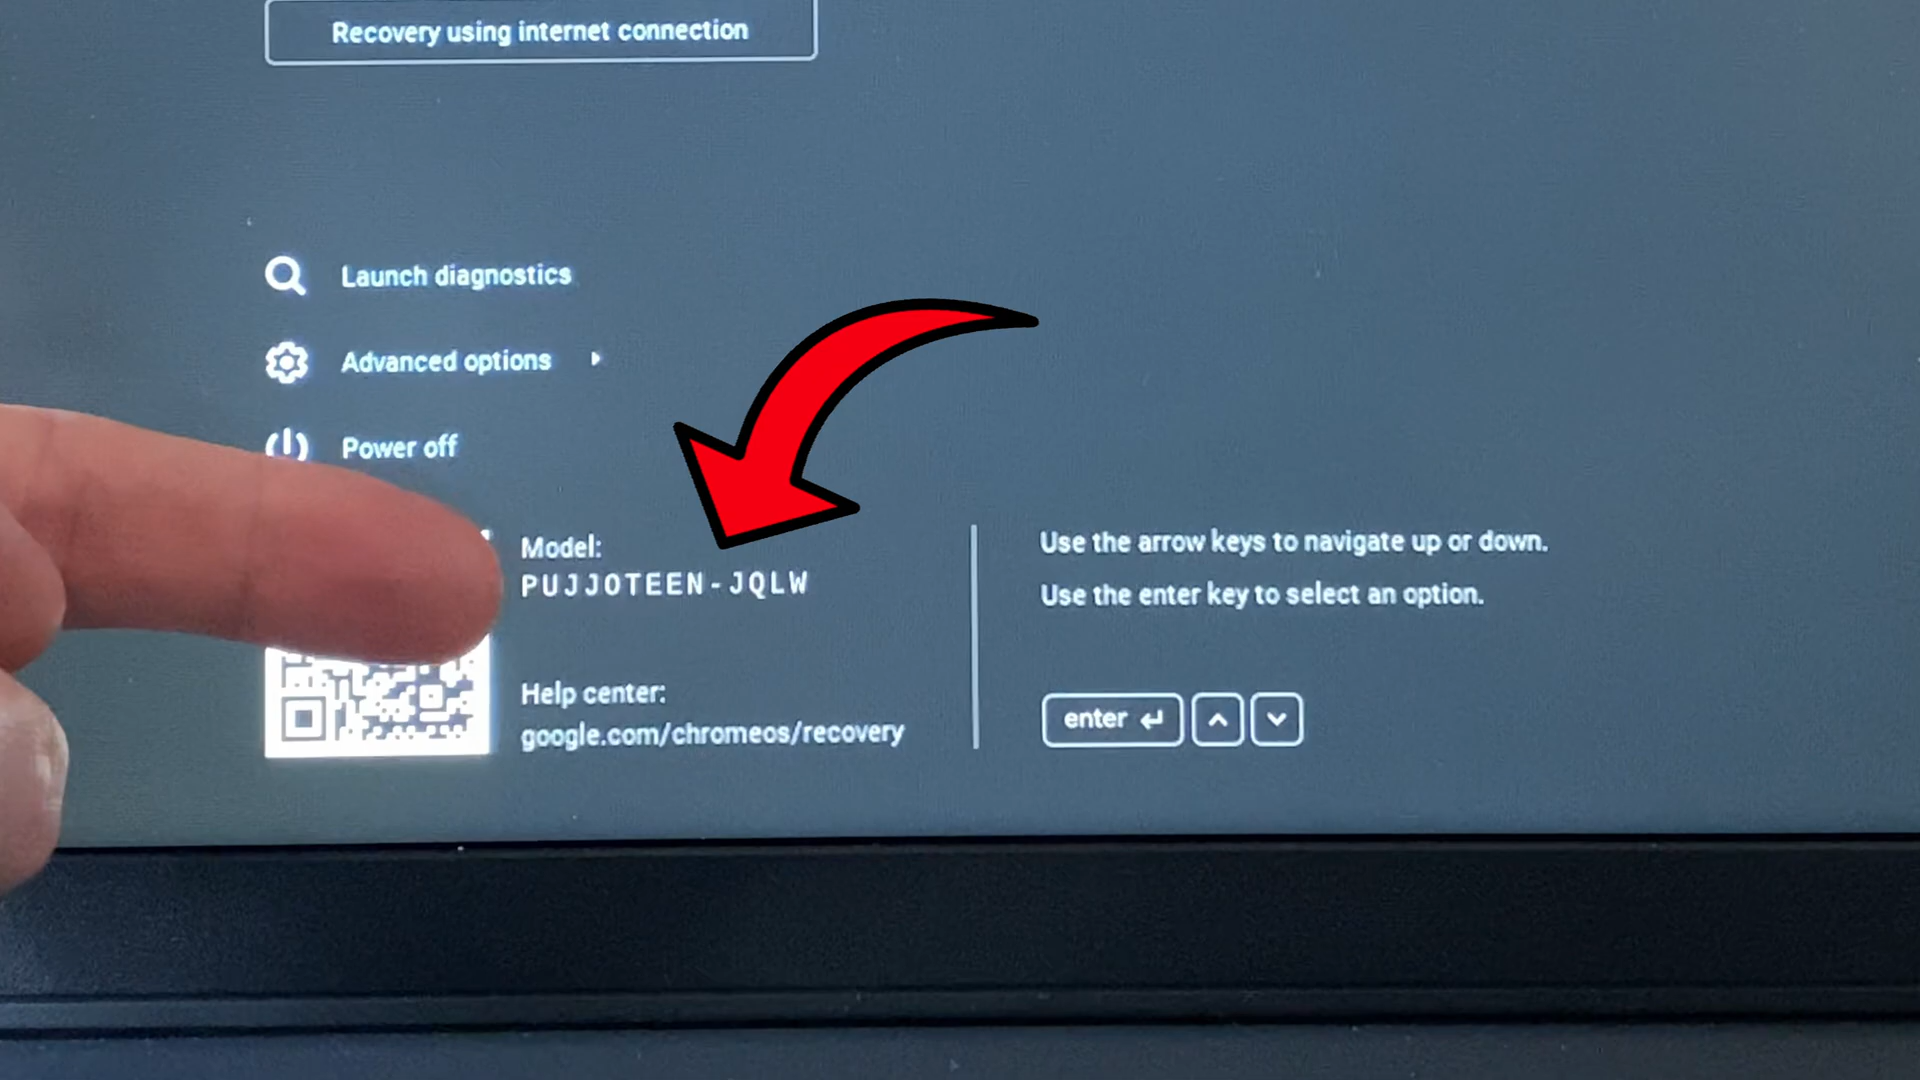 Recovery using internet connection
Launch diagnostics
Advanced options
Power off
Model:
PUJJOTEEN-JQLW
Help center:
google.com/chromeos/recovery
Use the arrow keys to navigate up or down.
Use the enter key to select an option.
enter